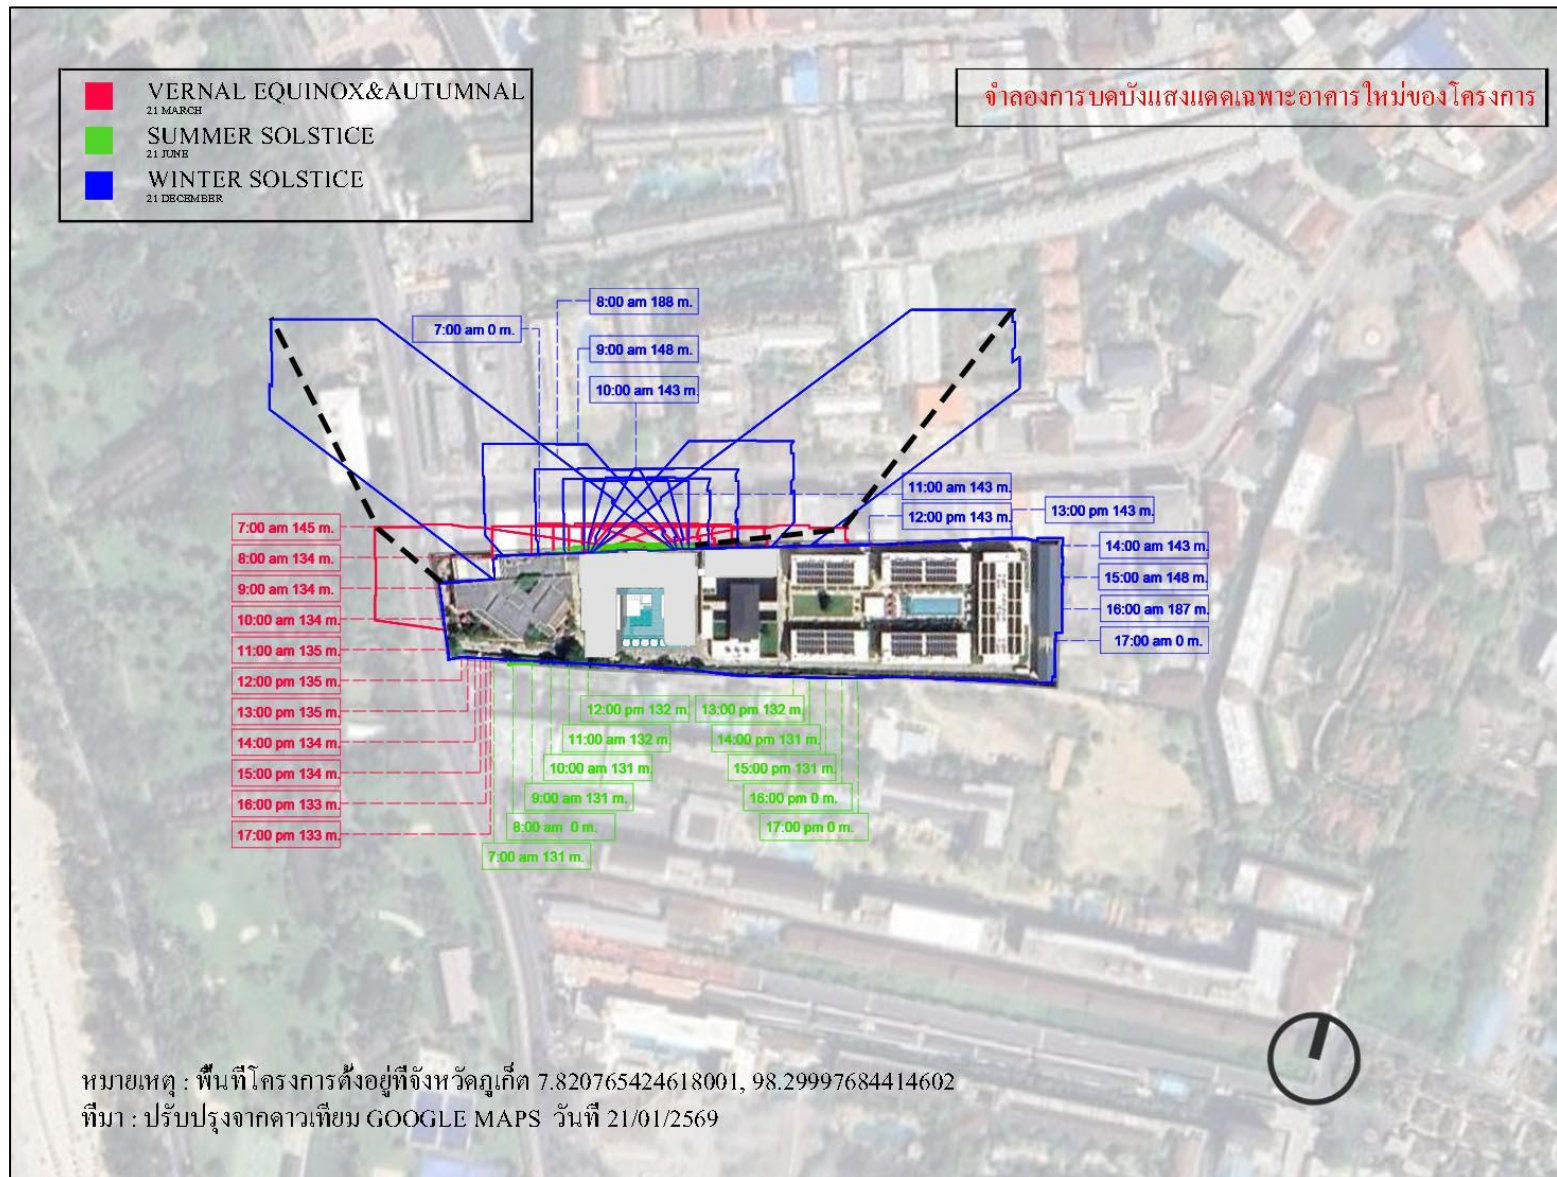 VERNAL EQUINOX&AUTUMNAL
21 MARCH
SUMMER SOLSTICE
21 JUNE
WINTER SOLSTICE
21 DECEMBER
จำลองการบดบังแสงแดดเฉพาะอาคารใหม่ของโครงการ
8:00 am 188 m.
7:00 am 0 m.
9:00 am 148 m.
10:00 am 143 m.
11:00 am 143 m.
12:00 pm 143 m.
13:00 pm 143 m.
14:00 am 143 m.
15:00 am 148 m.
16:00 am 187 m.
17:00 am 0 m.
7:00 am 145 m.
8:00 am 134 m.
9:00 am 134 m.
10:00 am 134 m.
11:00 am 135 m.
12:00 pm 135 m.
13:00 pm 135 m.
14:00 pm 134 m.
15:00 pm 134 m.
16:00 pm 133 m.
17:00 pm 133 m.
12:00 pm 132 m.
11:00 am 132 m.
10:00 am 131 m.
9:00 am 131 m.
8:00 am 0 m.
7:00 am 131 m.
13:00 pm 132 m.
14:00 pm 131 m.
15:00 pm 131 m.
16:00 pm 0 m.
17:00 pm 0 m.
หมายเหตุ : พื้นที่โครงการตั้งอยู่ที่จังหวัดภูเก็ต 7.820765424618001, 98.29997684414602
ที่มา : ปรับปรุงจากดาวเทียม GOOGLE MAPS วันที่ 21/01/2569